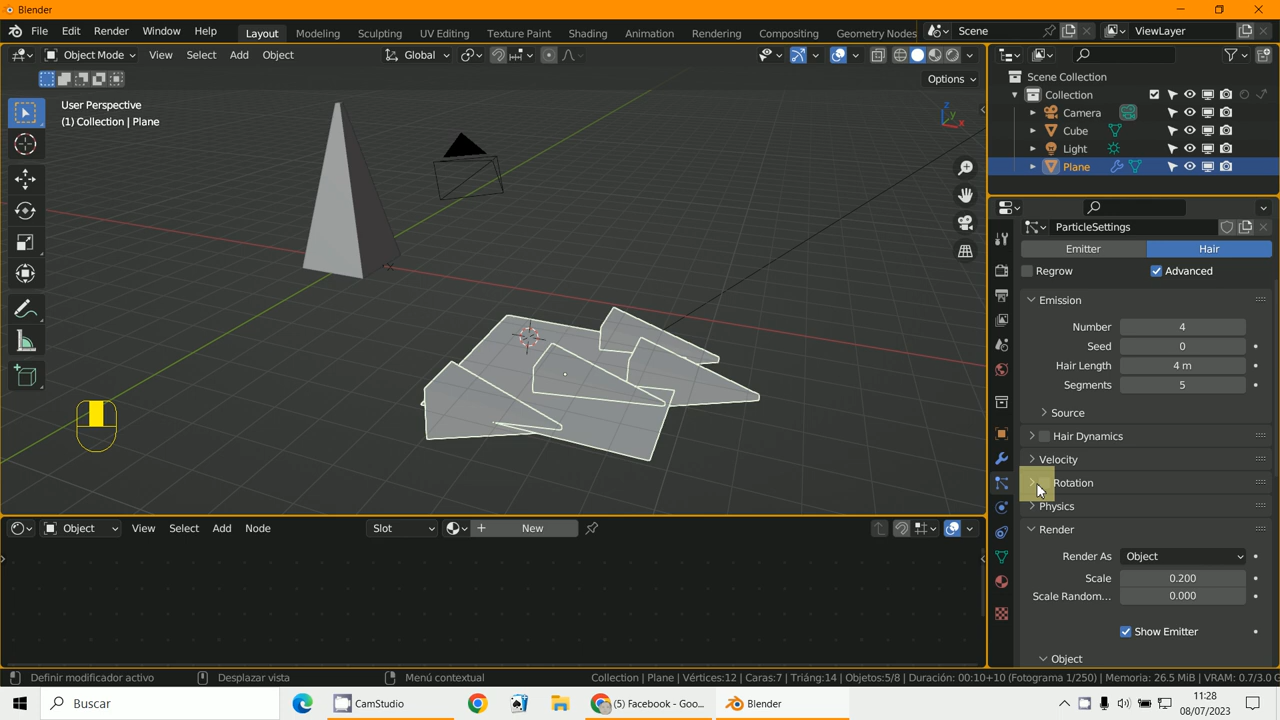 Blender
File Edit Render Window Help Layout Modeling Sculpting UV Editing Texture Paint Shading Animation Rendering Compositing Geometry Nodes Scene ViewLayer
Object Mode View Select Add Object Global
Options
User Perspective
(1) Collection | Plane
Z
Y
X
Scene Collection
Collection
Camera
Cube
Light
Plane
ParticleSettings
Emitter Hair
Regrow Advanced
Emission
Number 4
Seed 0
Hair Length 4 m
Segments 5
Source
Hair Dynamics
Velocity
Rotation
Physics
Render
Render As Object
Scale 0.200
Scale Random... 0.000
Show Emitter
Object
Object View Select Add Node Slot New
Definir modificador activo Desplazar vista Menú contextual Collection | Plane | Vértices:12 | Caras:7 | Triáng:14 | Objetos:5/8 | Duración: 00:10+10 (Fotograma 1/250) | Memoria: 26.5 MiB | VRAM: 0.7/3.0 G
Buscar CamStudio (5) Facebook - Goo... Blender
11:28
08/07/2023